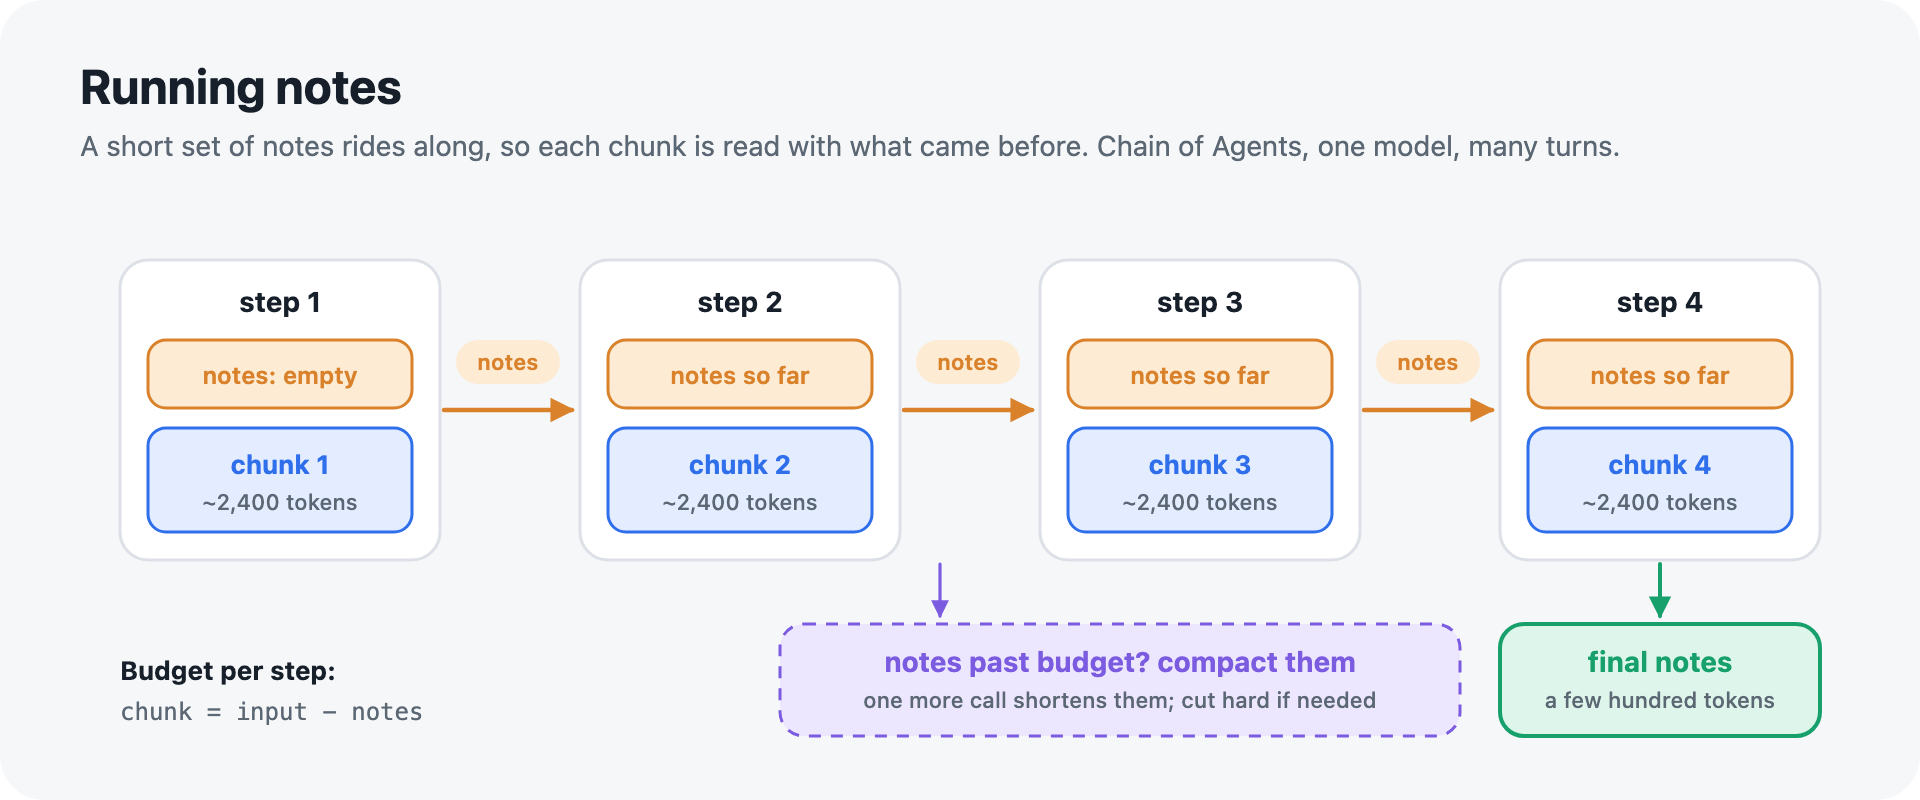 Running notes
A short set of notes rides along, so each chunk is read with what came before. Chain of Agents, one model, many turns.
step 1
notes: empty
chunk 1
~2,400 tokens
notes
step 2
notes so far
chunk 2
~2,400 tokens
notes
step 3
notes so far
chunk 3
~2,400 tokens
notes
step 4
notes so far
chunk 4
~2,400 tokens
Budget per step:
chunk = input − notes
notes past budget? compact them
one more call shortens them; cut hard if needed
final notes
a few hundred tokens